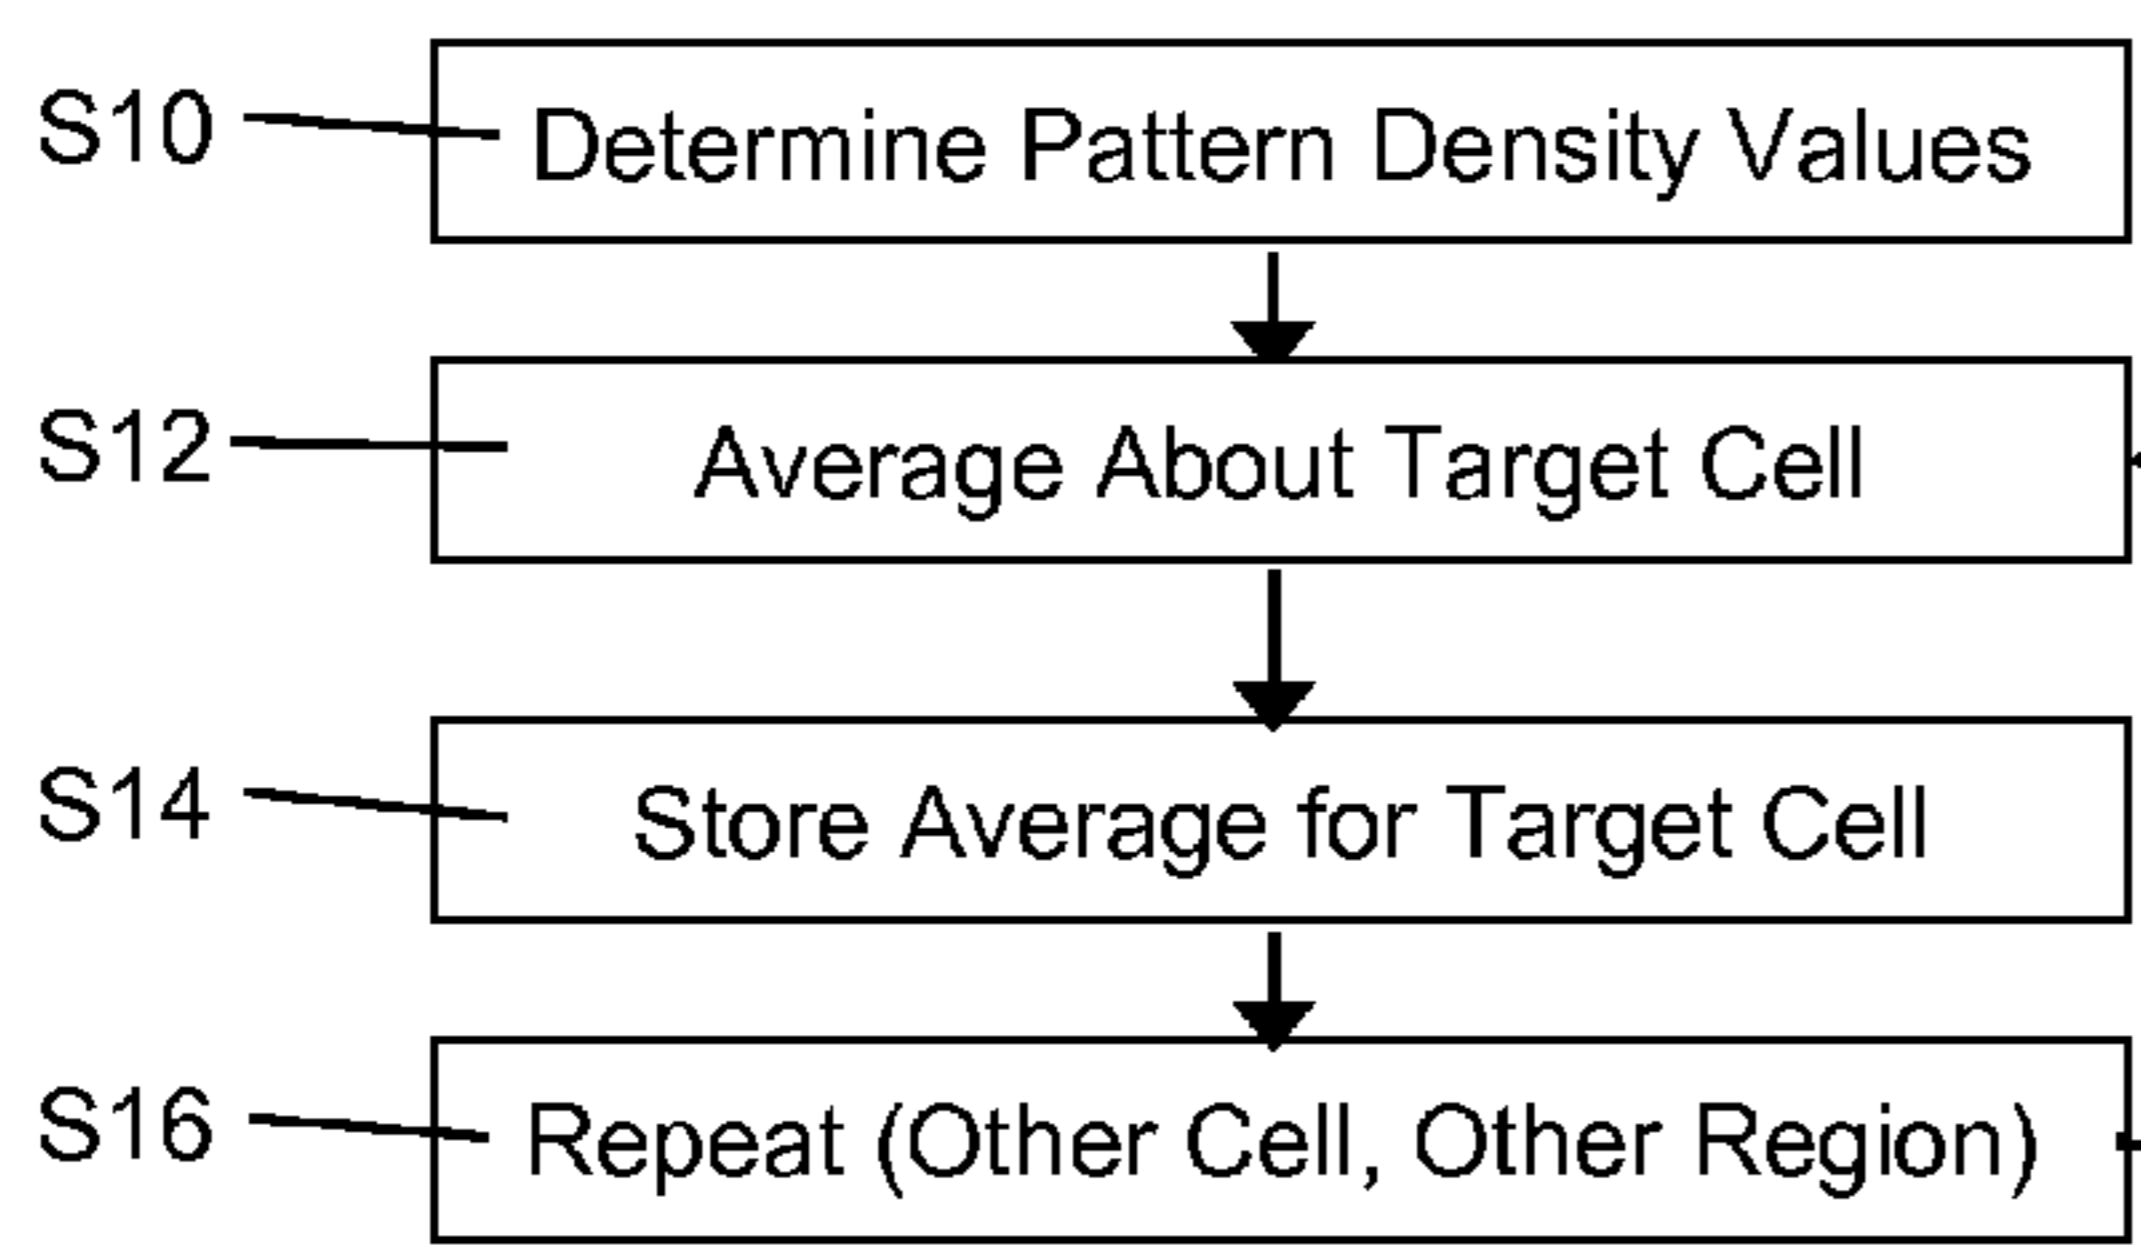 S10 Determine Pattern Density Values
S12 Average About Target Cell
S14 Store Average for Target Cell
S16 Repeat (Other Cell, Other Region)